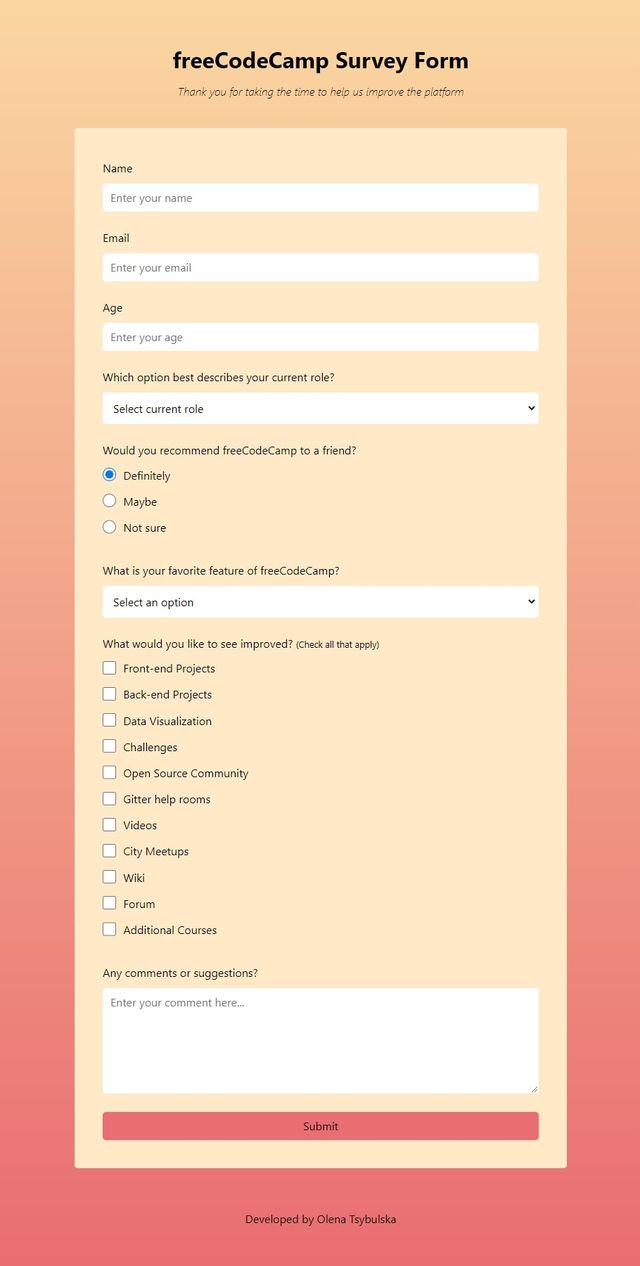 freeCodeCamp Survey Form
Thank you for taking the time to help us improve the platform
Name
Enter your name
Email
Enter your email
Age
Enter your age
Which option best describes your current role?
Select current role
Would you recommend freeCodeCamp to a friend?
Definitely
Maybe
Not sure
What is your favorite feature of freeCodeCamp?
Select an option
What would you like to see improved? (Check all that apply)
Front-end Projects
Back-end Projects
Data Visualization
Challenges
Open Source Community
Gitter help rooms
Videos
City Meetups
Wiki
Forum
Additional Courses
Any comments or suggestions?
Enter your comment here...
Submit
Developed by Olena Tsybulska